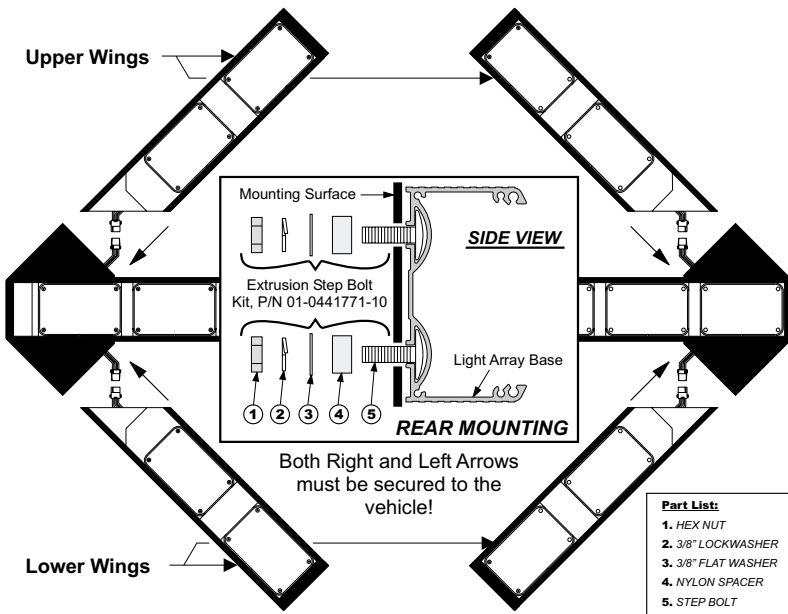 Upper Wings
Mounting Surface
SIDE VIEW
Extrusion Step Bolt
Kit, P/N 01-0441771-10
Light Array Base
1 2 3 4 5
REAR MOUNTING
Both Right and Left Arrows
must be secured to the
vehicle!
Lower Wings
Part List:
1. HEX NUT
2. 3/8" LOCKWASHER
3. 3/8" FLAT WASHER
4. NYLON SPACER
5. STEP BOLT